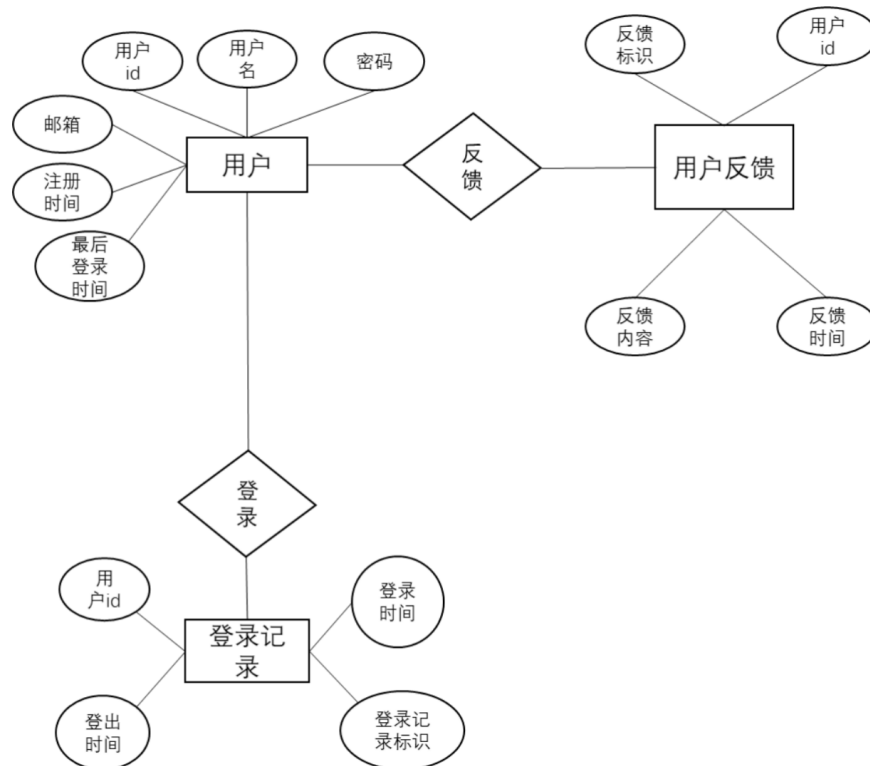 用户
id
用户
名
密码
反馈
标识
用户
id
邮箱
用户
反
馈
用户反馈
注册
时间
最后
登录
时间
反馈
内容
反馈
时间
登
录
用
户id
登录
时间
登录记
录
登出
时间
登录记
录标识